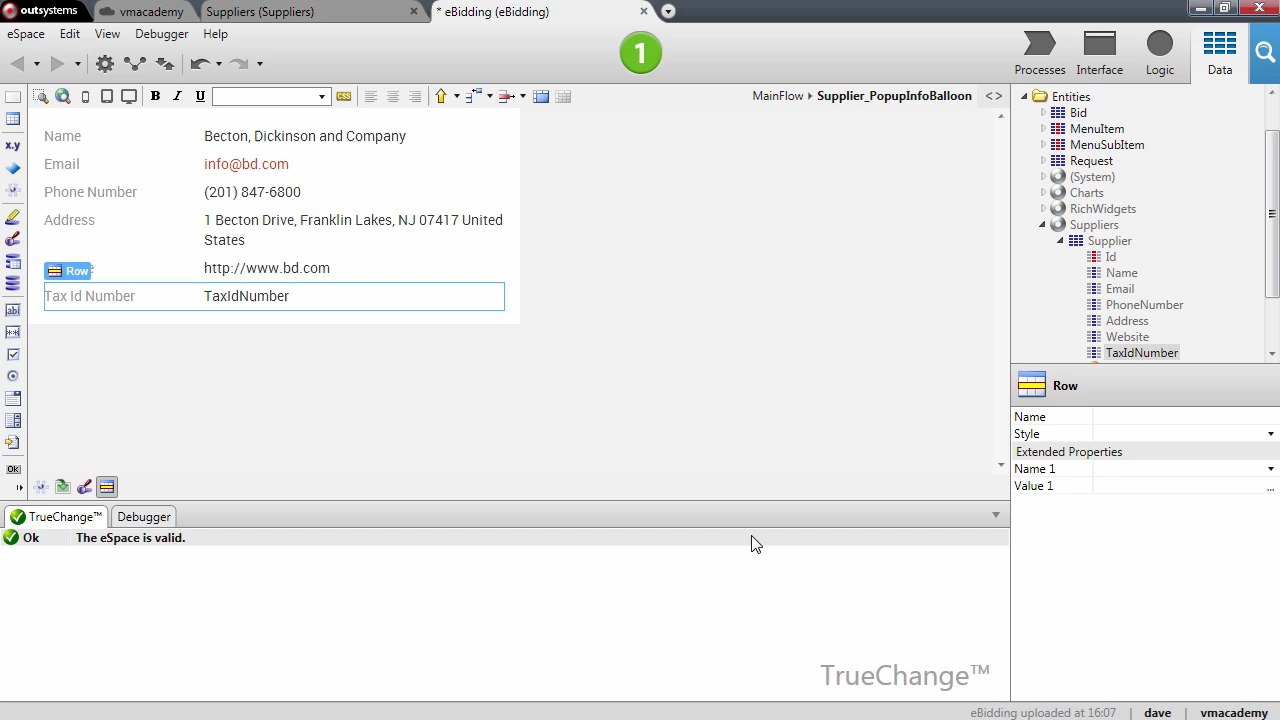 outsystems vmacademy Suppliers (Suppliers) * eBidding (eBidding)
eSpace Edit View Debugger Help
1
Processes Interface Logic Data
B I U CSS MainFlow Supplier_PopupInfoBalloon <>
Name Becton, Dickinson and Company
Email info@bd.com
Phone Number (201) 847-6800
Address 1 Becton Drive, Franklin Lakes, NJ 07417 United
States
Row http://www.bd.com
Tax Id Number TaxIdNumber
x.y
ab
Ok
Entities
Bid
MenuItem
MenuSubItem
Request
(System)
Charts
RichWidgets
Suppliers
Supplier
Id
Name
Email
PhoneNumber
Address
Website
TaxIdNumber
Row
Name
Style
Extended Properties
Name 1
Value 1 ...
TrueChange™ Debugger
Ok The eSpace is valid.
TrueChange™
eBidding uploaded at 16:07 dave vmacademy